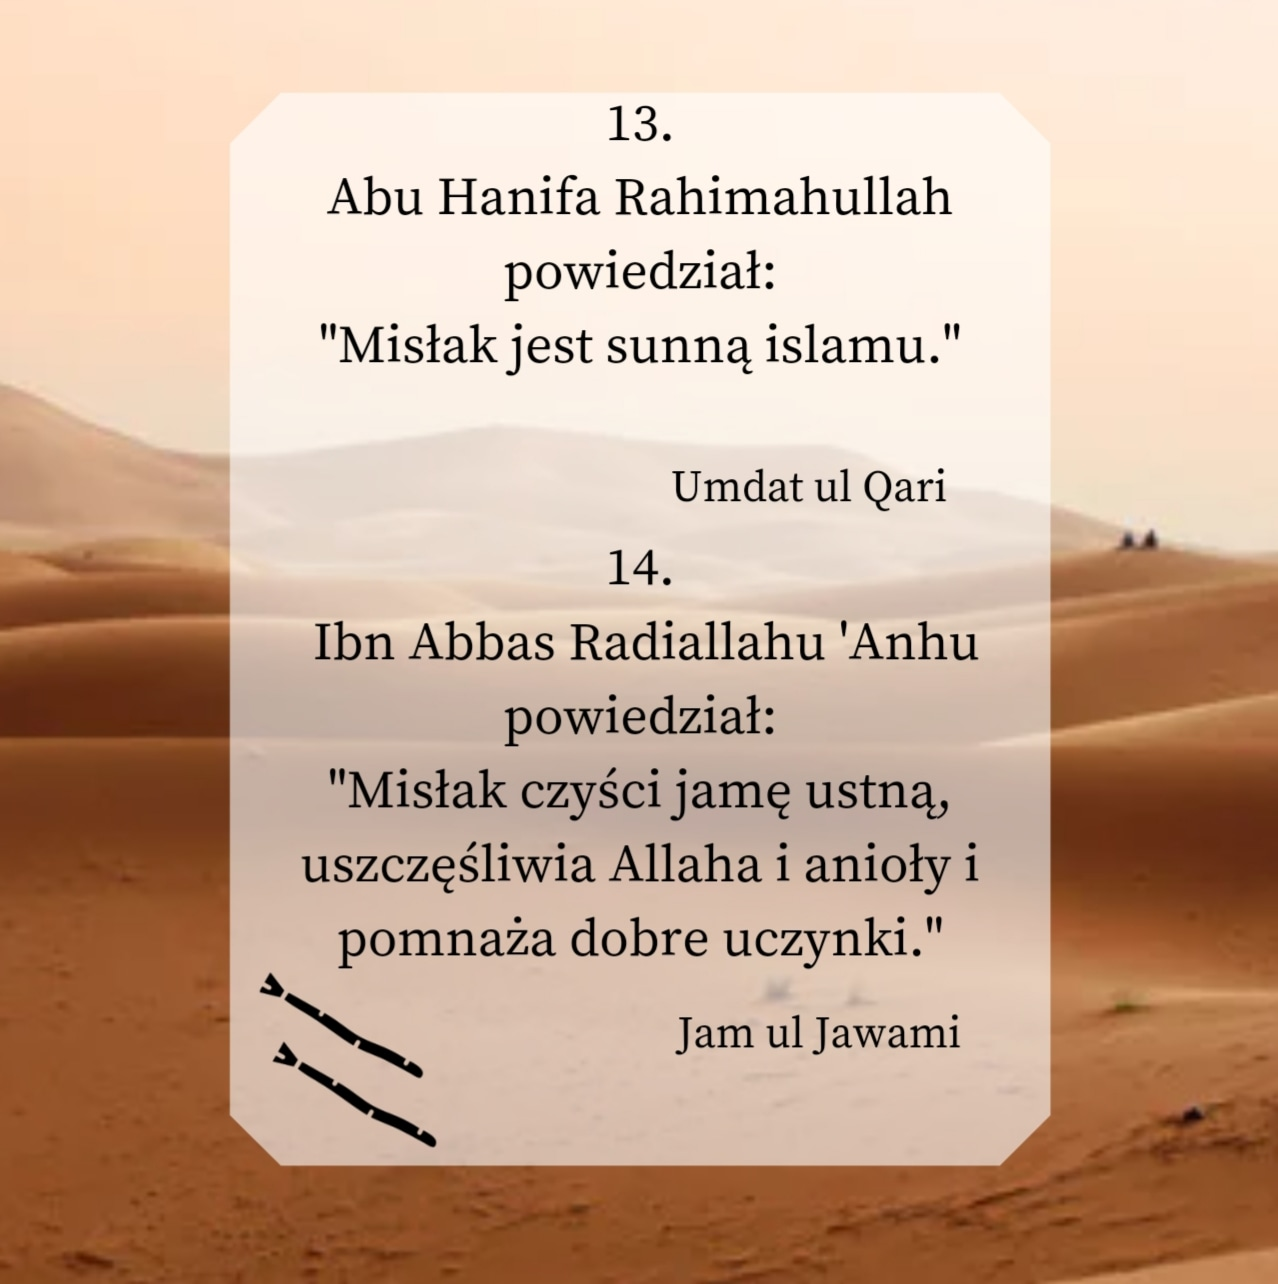 13.
Abu Hanifa Rahimahullah
powiedział:
"Misłak jest sunną islamu."
Umdat ul Qari
14.
Ibn Abbas Radiallahu 'Anhu
powiedział:
"Misłak czyści jamę ustną,
uszczęśliwia Allaha i anioły i
pomnaża dobre uczynki."
Jam ul Jawami